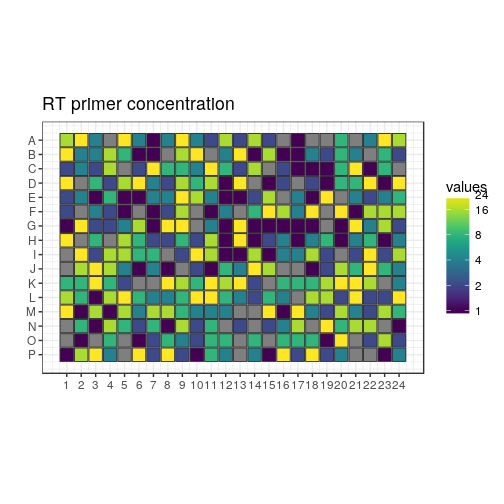 RT primer concentration
A
B
C
D
E
F
G
H
I
J
K
L
M
N
O
P
1 2 3 4 5 6 7 8 9 10 11 12 13 14 15 16 17 18 19 20 21 22 23 24
values
24
16
8
4
2
1